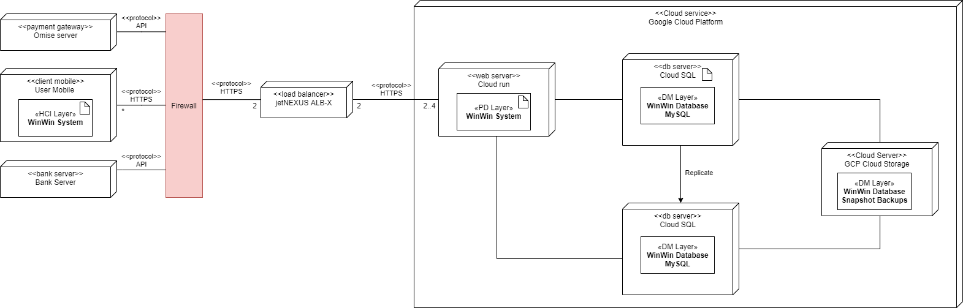 <<payment gateway>>
Omise server
<<protocol>>
API
<<client mobile>>
User Mobile
«HCI Layer»
WinWin System
<<protocol>>
HTTPS
*
<<bank server>>
Bank Server
<<protocol>>
API
Firewall
<<protocol>>
HTTPS
2
<<load balancer>>
jetNEXUS ALB-X
2
<<protocol>>
HTTPS
2..4
<<Cloud service>>
Google Cloud Platform
<<web server>>
Cloud run
«PD Layer»
WinWin System
<<db server>>
Cloud SQL
«DM Layer»
WinWin Database
MySQL
Replicate
<<db server>>
Cloud SQL
«DM Layer»
WinWin Database
MySQL
<<Cloud Server>>
GCP Cloud Storage
«DM Layer»
WinWin Database
Snapshot Backups